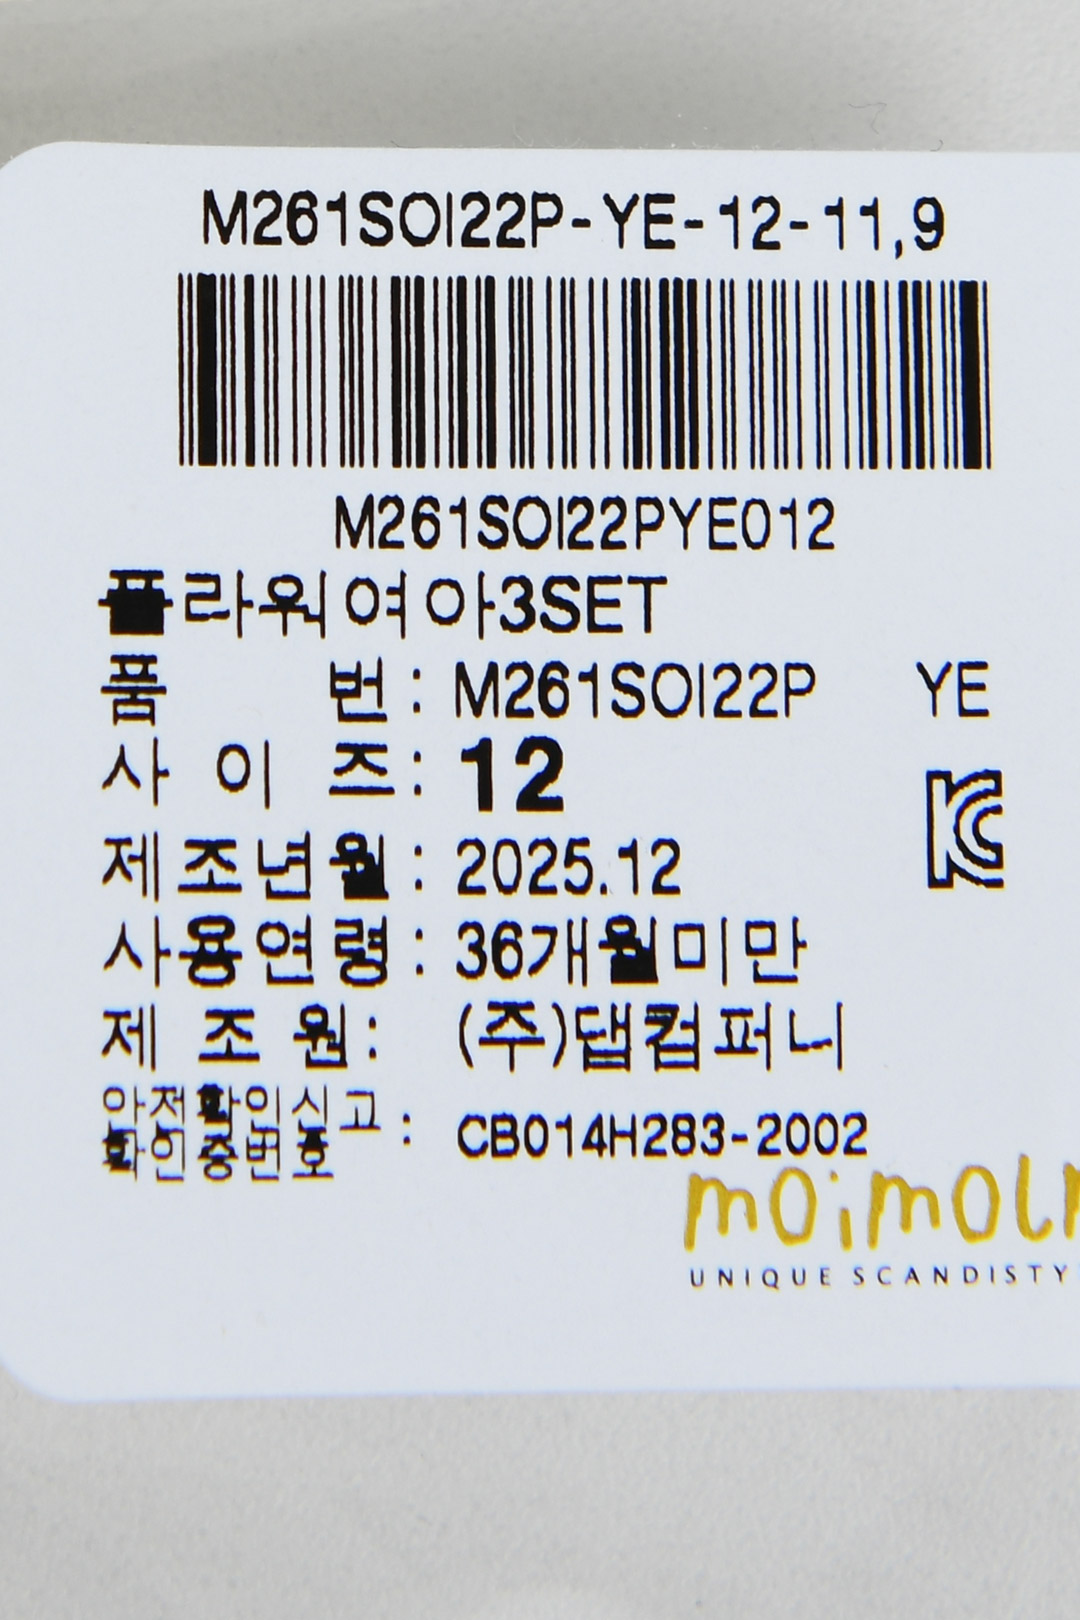 M261SOI22P-YE-12-11,9
M261SOI22PYE012
플라워여아3SET
품 번 : M261SOI22P YE
사 이 즈 : 12
제조년월 : 2025.12
사용연령 : 36개월미만
제 조 원 : (주)댑컴퍼니
안전확인신고
확인증번호 : CB014H283-2002
moimol
UNIQUE SCANDISTY